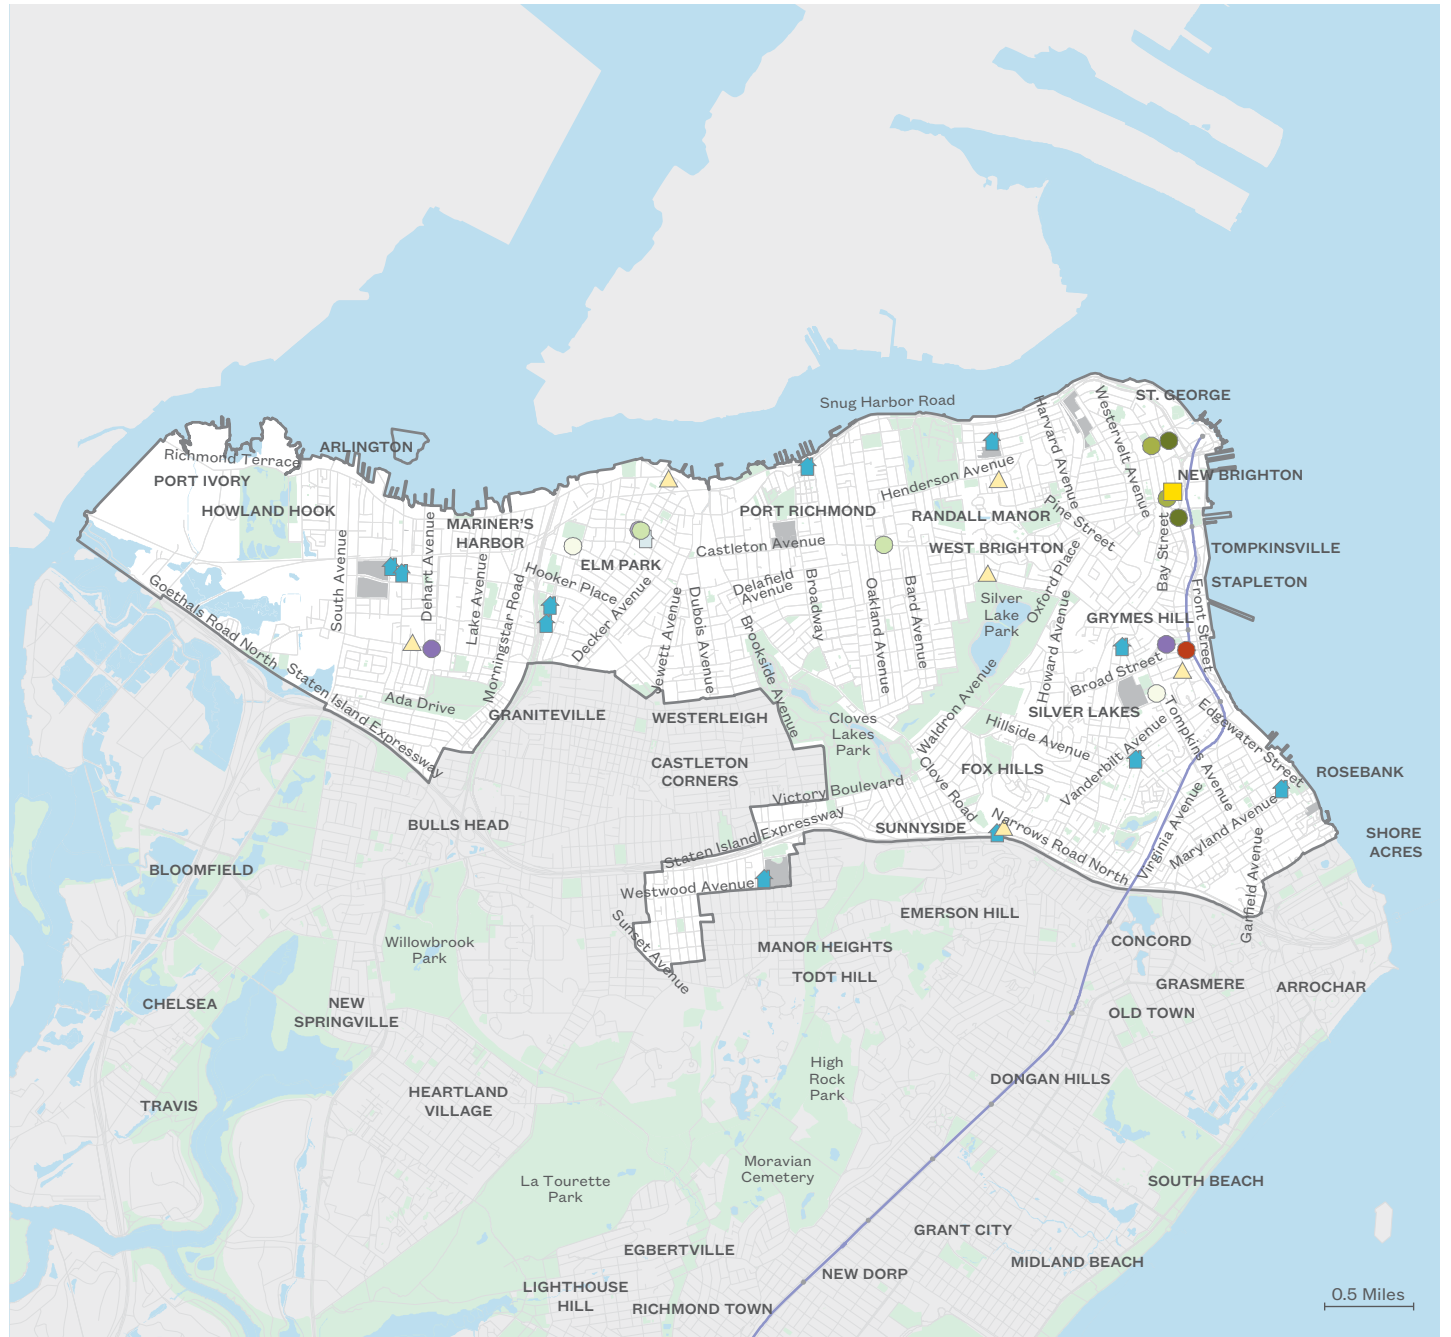 Snug Harbor Road
ST. GEORGE
Harvard Avenue
Westervelt Avenue
ARLINGTON
Richmond Terrace
PORT IVORY
HOWLAND HOOK
Henderson Avenue
NEW BRIGHTON
PORT RICHMOND
RANDALL MANOR
Pine Street
MARINER'S
HARBOR
South Avenue
Dehart Avenue
Lake Avenue
Morningstar Road
Hooker Place
ELM PARK
Decker Avenue
Castleton Avenue
Delafield
Avenue
Broadway
WEST BRIGHTON
Bay Street
TOMPKINSVILLE
STAPLETON
Goethals Road North
Jewett Avenue
Dubois Avenue
Brookside Avenue
Oakland Avenue
Bard Avenue
Silver
Lake
Park
Oxford Place
Howard Avenue
GRYMES HILL
Front Street
Broad Street
Staten Island Expressway
Ada Drive
GRANITEVILLE
WESTERLEIGH
Cloves
Lakes
Park
Waldron Avenue
SILVER LAKES
Hillside Avenue
Vanderbilt Avenue
Tompkins Avenue
Edgewater Street
CASTLETON
CORNERS
FOX HILLS
Clove Road
Victory Boulevard
ROSEBANK
BULLS HEAD
Staten Island Expressway
SUNNYSIDE
Narrows Road North
Virginia Avenue
Maryland Avenue
Garfield Avenue
SHORE
ACRES
BLOOMFIELD
Westwood Avenue
Sunset Avenue
EMERSON HILL
Willowbrook
Park
MANOR HEIGHTS
TODT HILL
CONCORD
GRASMERE
ARROCHAR
OLD TOWN
CHELSEA
NEW
SPRINGVILLE
High
Rock
Park
DONGAN HILLS
HEARTLAND
VILLAGE
TRAVIS
La Tourette
Park
Moravian
Cemetery
SOUTH BEACH
GRANT CITY
EGBERTVILLE
MIDLAND BEACH
NEW DORP
LIGHTHOUSE
HILL
RICHMOND TOWN
0.5 Miles